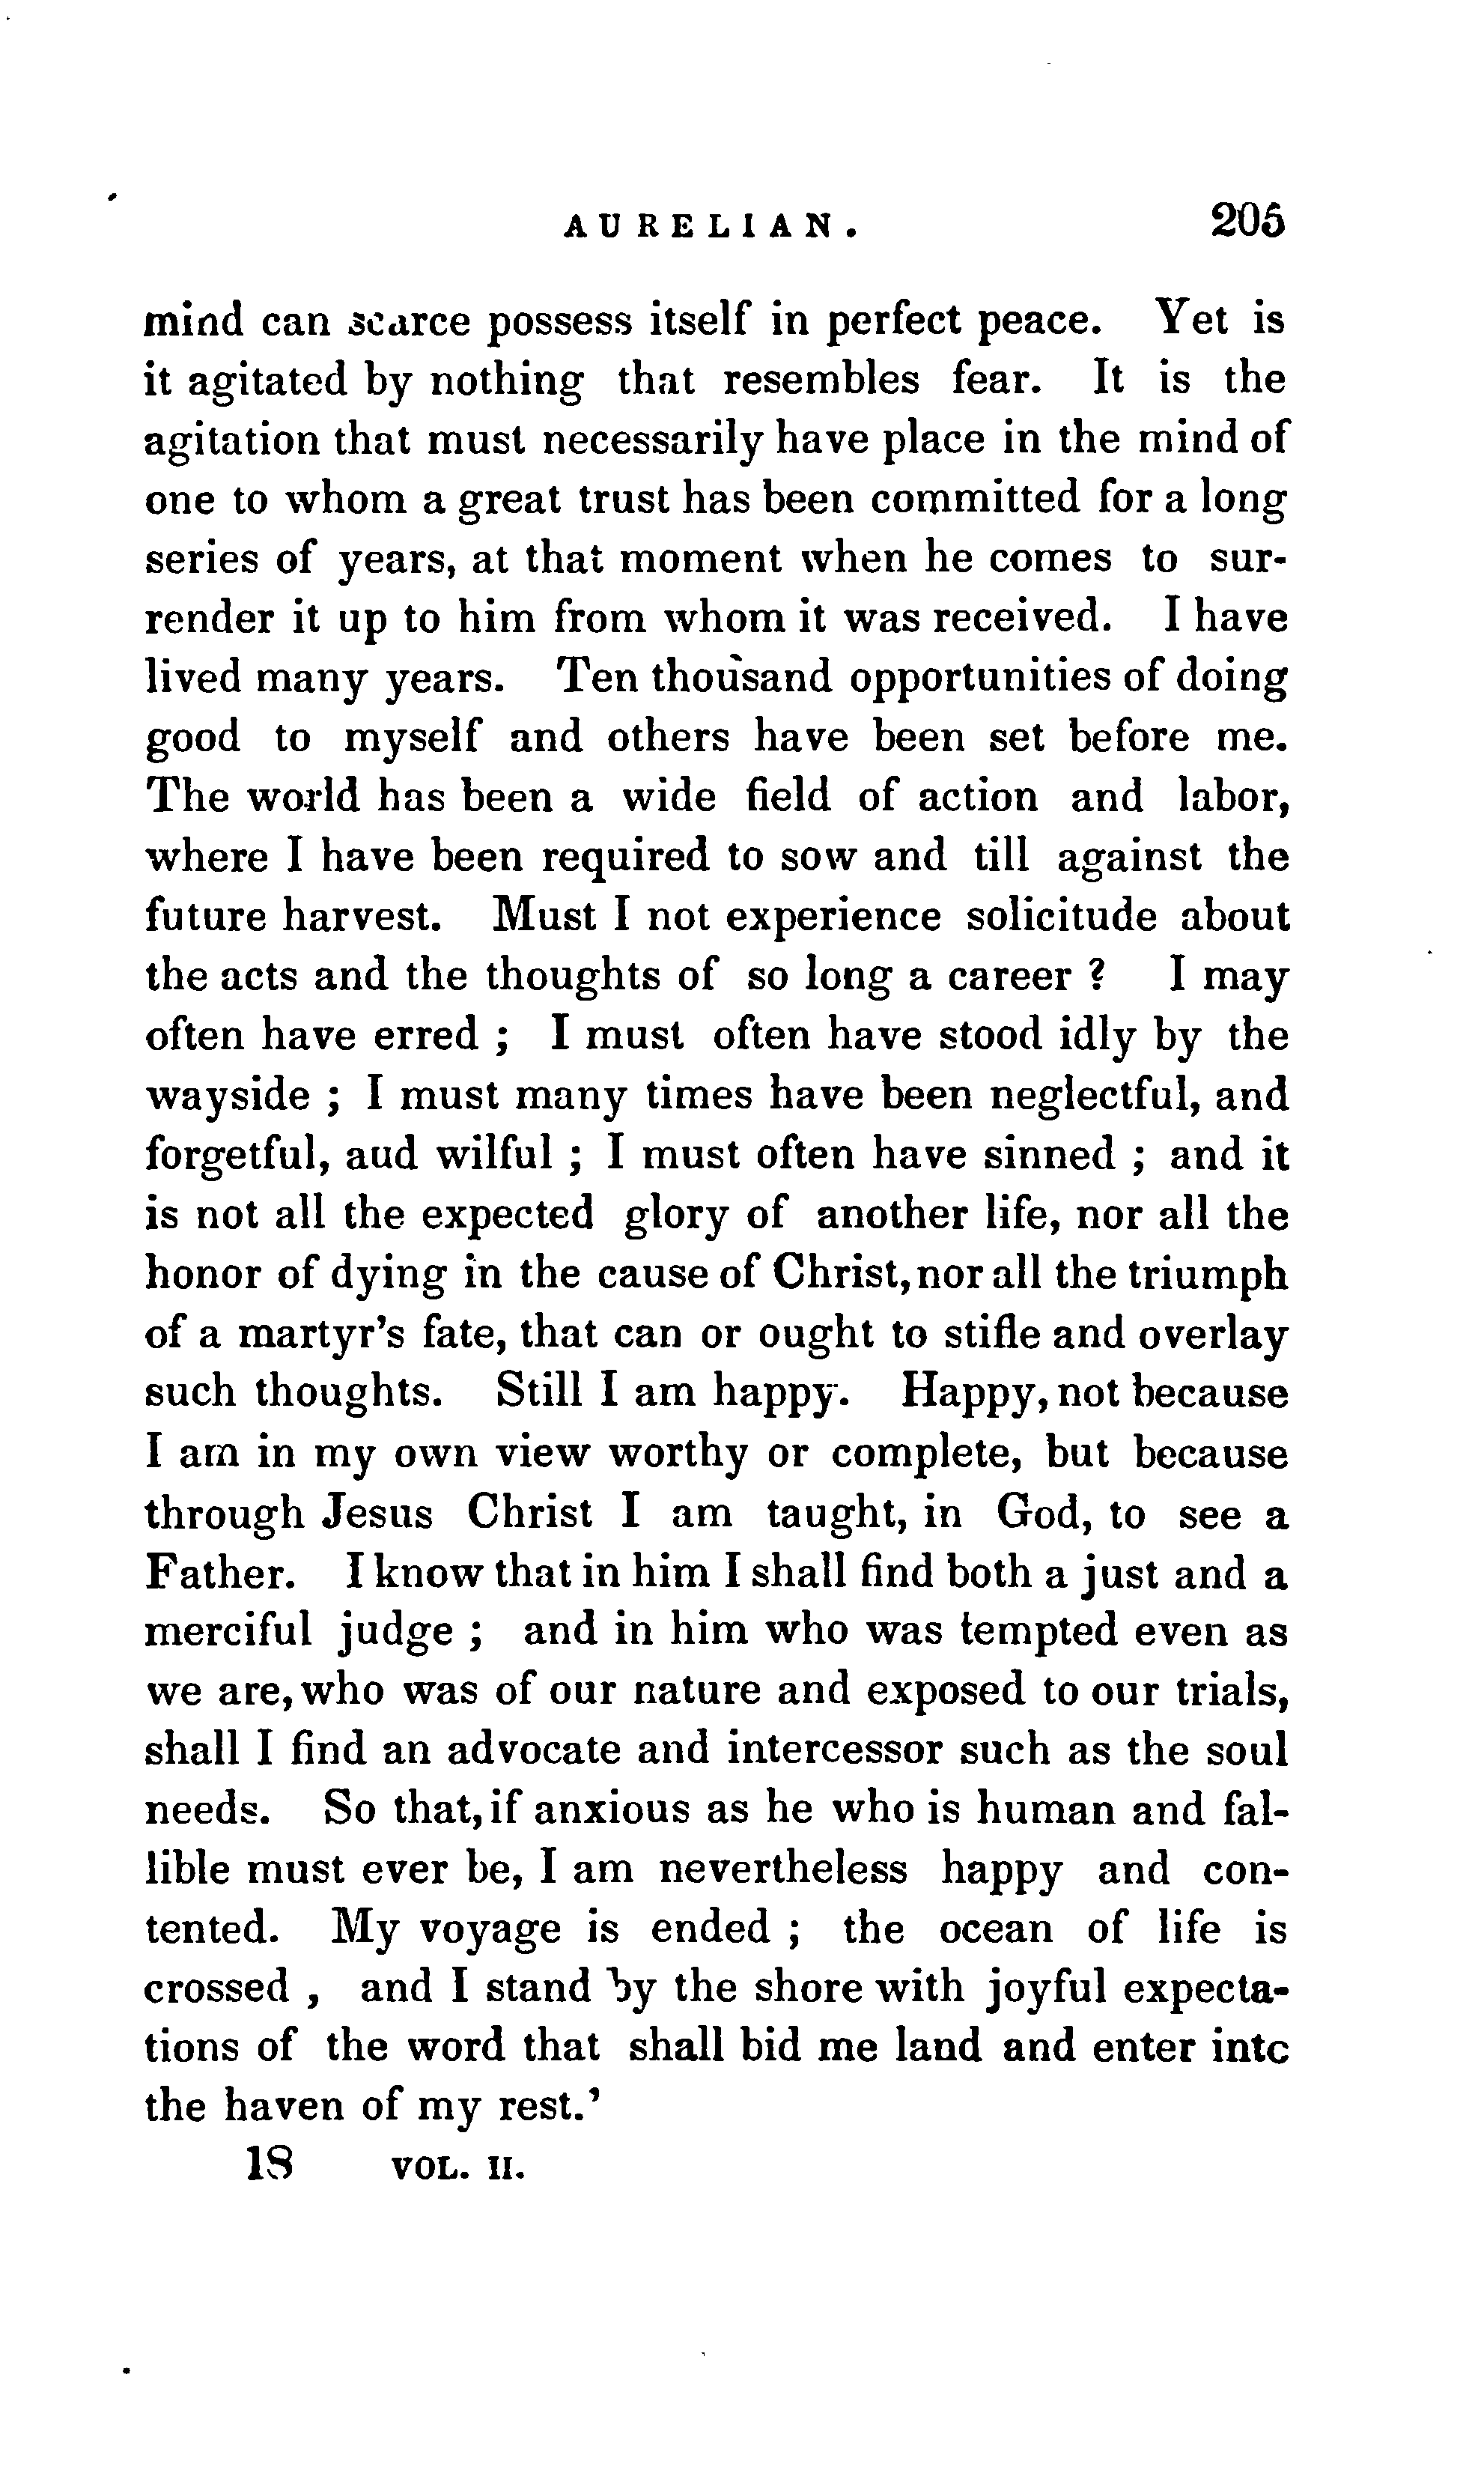 AURELIAN. 205
mind can scarce possess itself in perfect peace. Yet is
it agitated by nothing that resembles fear. It is the
agitation that must necessarily have place in the mind of
one to whom a great trust has been committed for a long
series of years, at that moment when he comes to sur-
render it up to him from whom it was received. I have
lived many years. Ten thousand opportunities of doing
good to myself and others have been set before me.
The world has been a wide field of action and labor,
where I have been required to sow and till against the
future harvest. Must I not experience solicitude about
the acts and the thoughts of so long a career ? I may
often have erred ; I must often have stood idly by the
wayside ; I must many times have been neglectful, and
forgetful, aud wilful ; I must often have sinned ; and it
is not all the expected glory of another life, nor all the
honor of dying in the cause of Christ, nor all the triumph
of a martyr's fate, that can or ought to stifle and overlay
such thoughts. Still I am happy. Happy, not because
I am in my own view worthy or complete, but because
through Jesus Christ I am taught, in God, to see a
Father. I know that in him I shall find both a just and a
merciful judge ; and in him who was tempted even as
we are, who was of our nature and exposed to our trials,
shall I find an advocate and intercessor such as the soul
needs. So that, if anxious as he who is human and fal-
lible must ever be, I am nevertheless happy and con-
tented. My voyage is ended ; the ocean of life is
crossed , and I stand by the shore with joyful expecta-
tions of the word that shall bid me land and enter into
the haven of my rest.'
18 VOL. II.